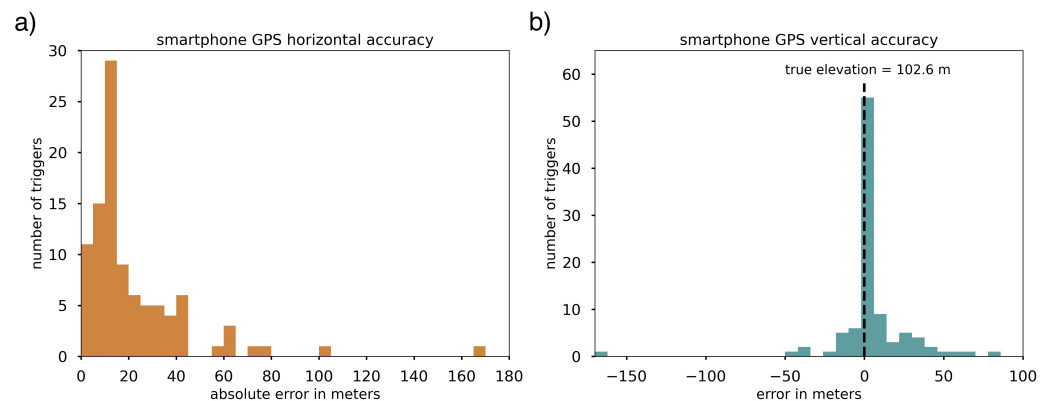 a)
smartphone GPS horizontal accuracy
number of triggers
30
25
20
15
10
5
0
0 20 40 60 80 100 120 140 160 180
absolute error in meters
b)
smartphone GPS vertical accuracy
true elevation = 102.6 m
number of triggers
60
50
40
30
20
10
0
−150 −100 −50 0 50 100
error in meters